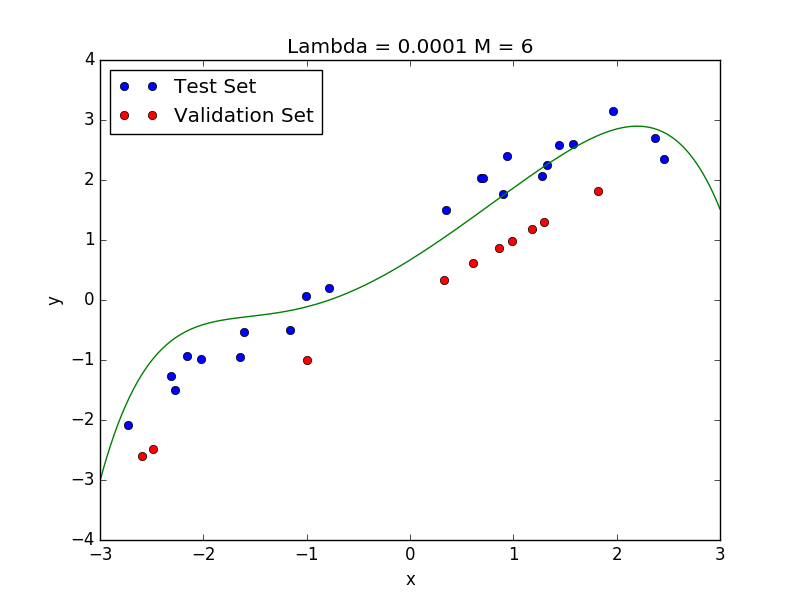 Lambda = 0.0001 M = 6
Test Set
Validation Set
4
3
2
1
0
−1
−2
−3
−4
y
−3 −2 −1 0 1 2 3
x